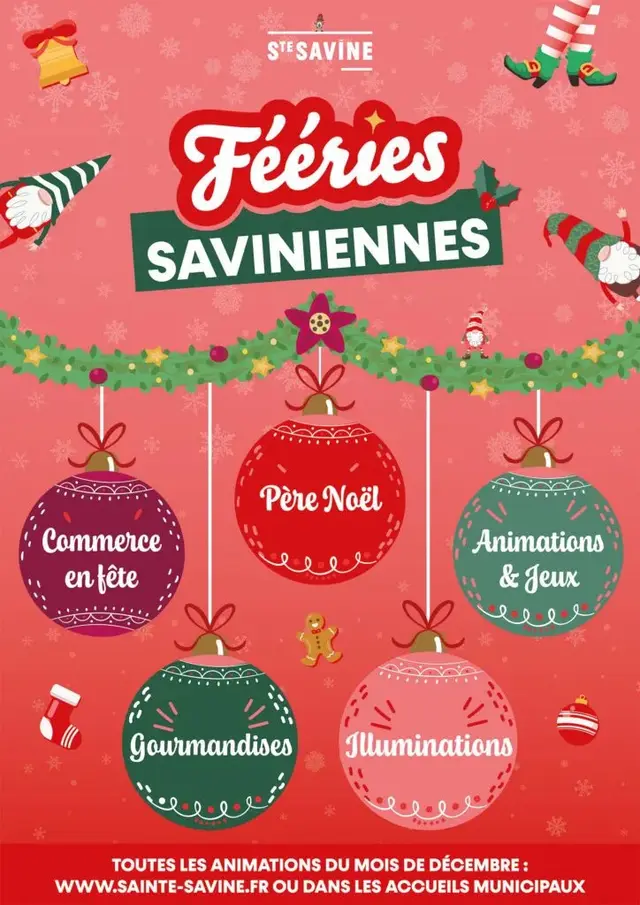 STE SAVINE
Fééries
SAVINIENNES
Père Noël
Commerce
en fête
Animations
& Jeux
Gourmandises
Illuminations
TOUTES LES ANIMATIONS DU MOIS DE DÉCEMBRE :
WWW.SAINTE-SAVINE.FR OU DANS LES ACCUEILS MUNICIPAUX